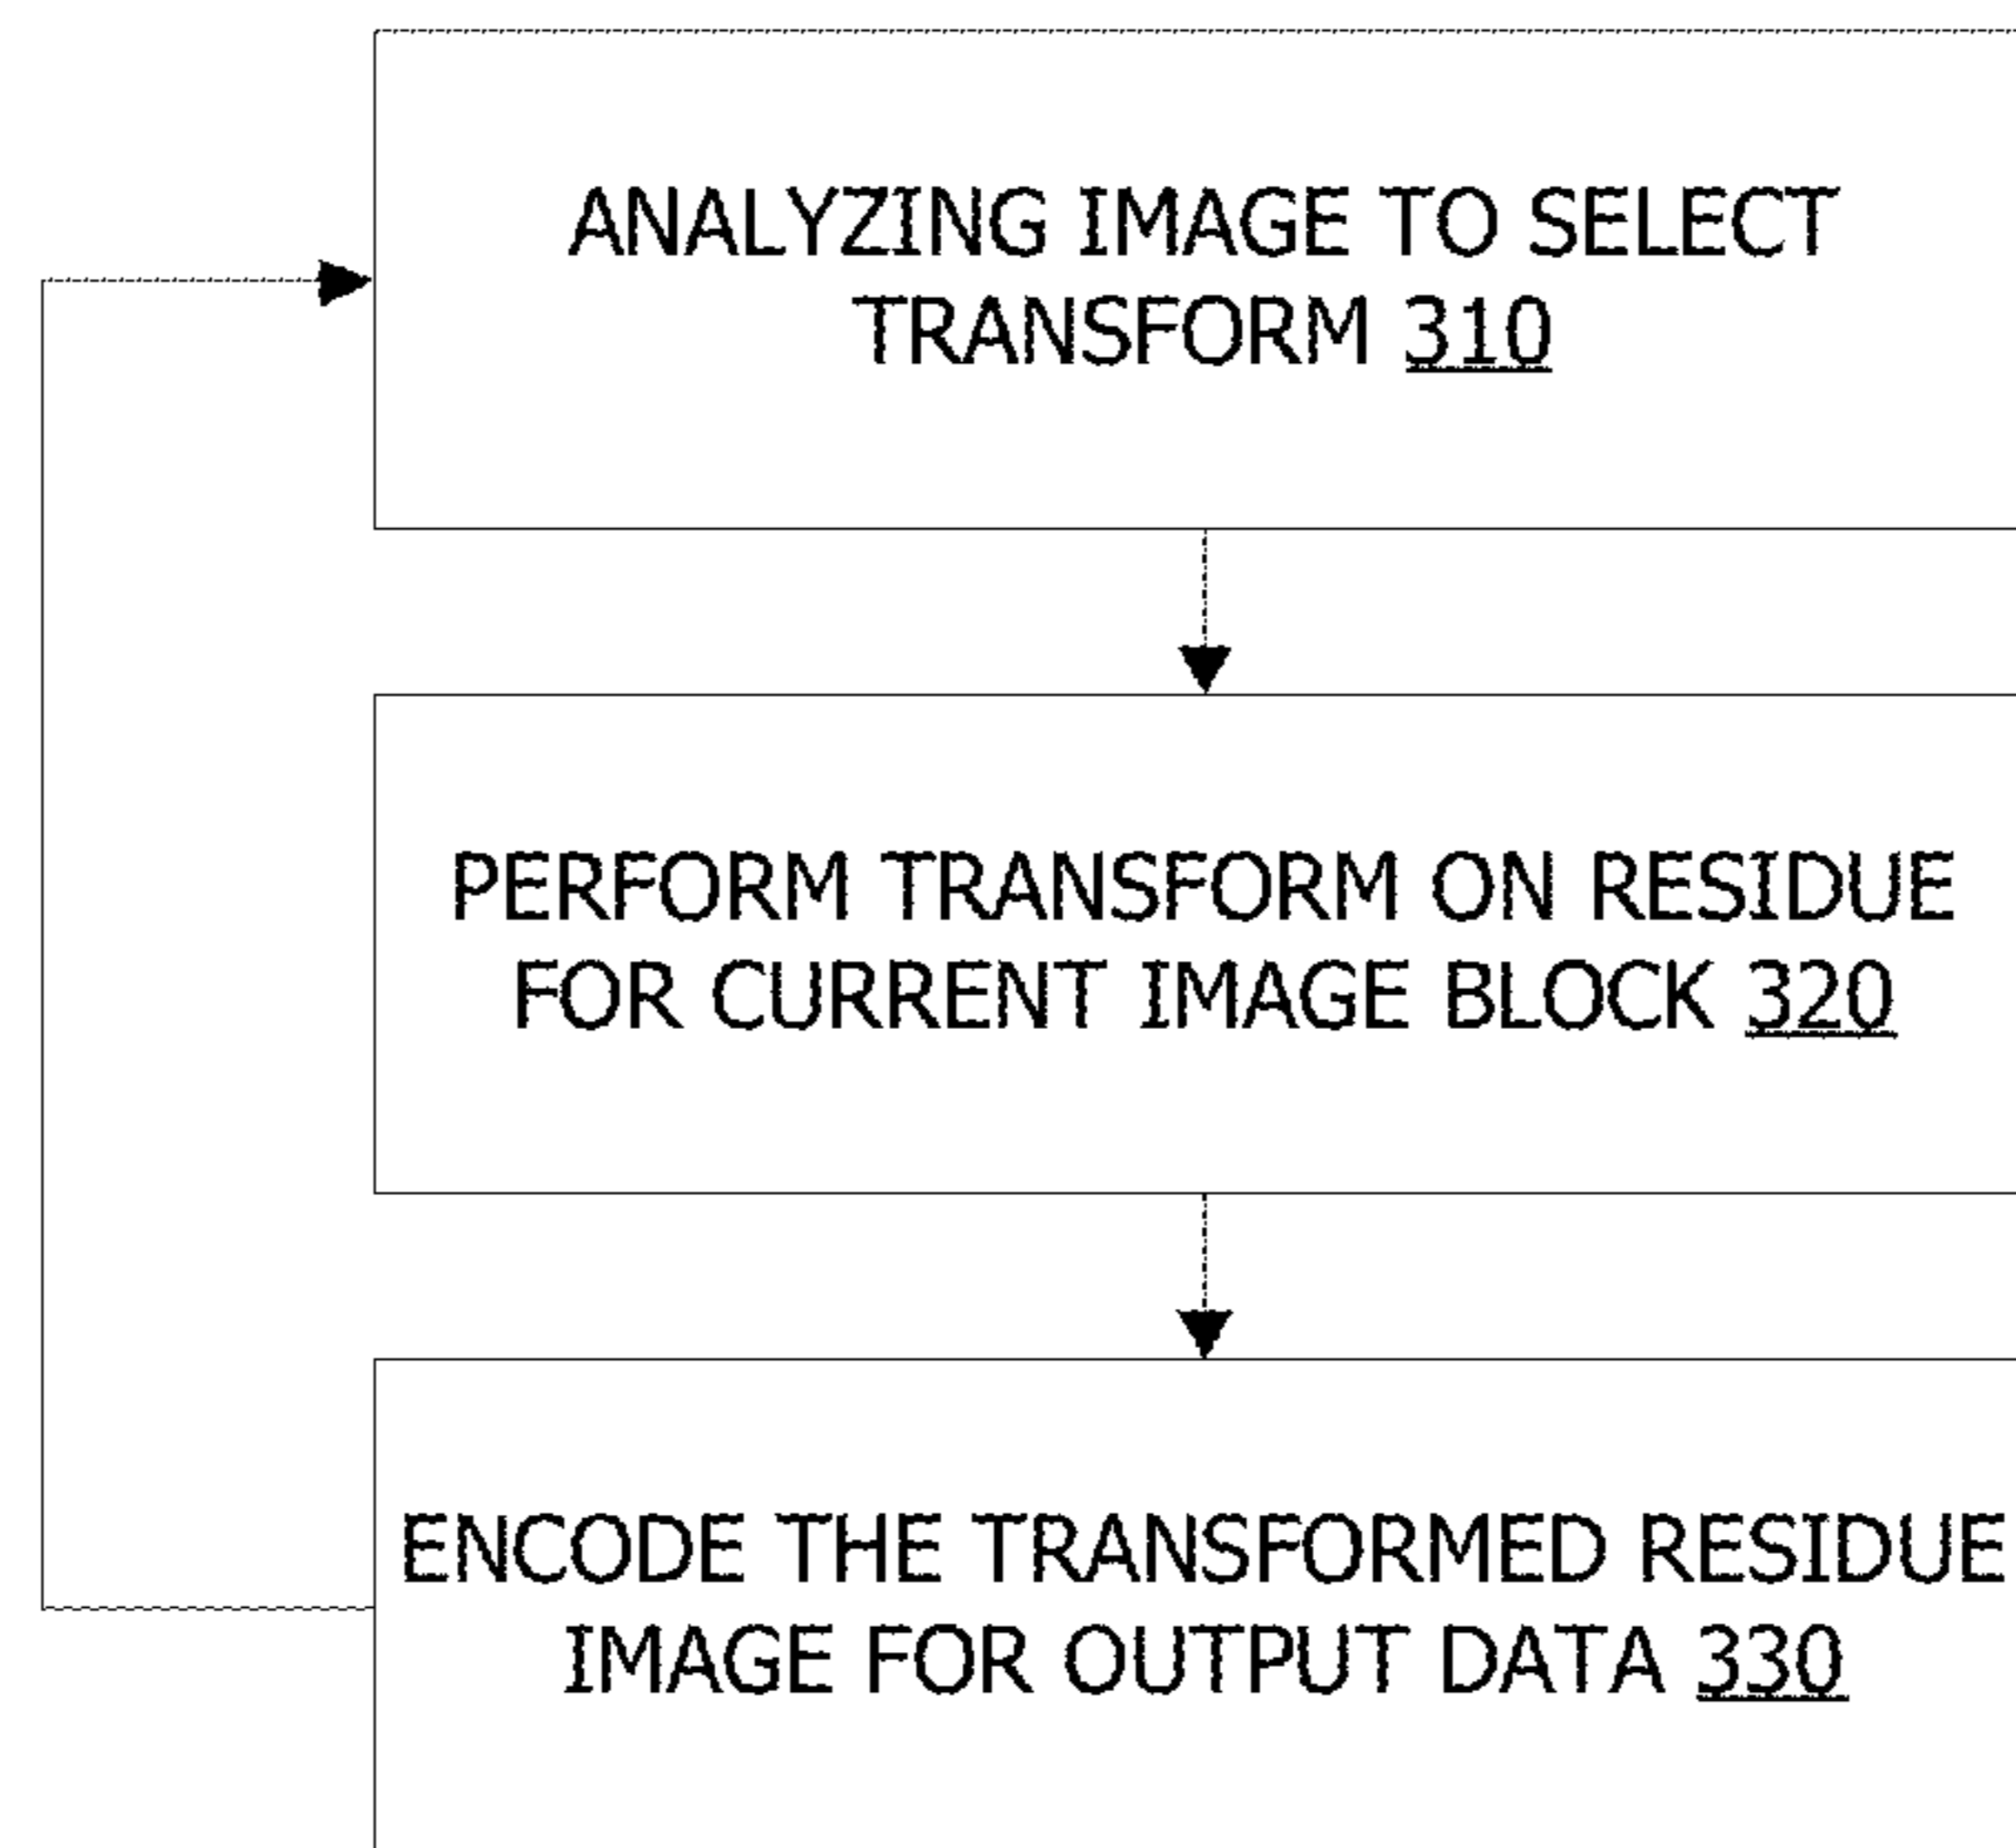 ANALYZING IMAGE TO SELECT
TRANSFORM 310
PERFORM TRANSFORM ON RESIDUE
FOR CURRENT IMAGE BLOCK 320
ENCODE THE TRANSFORMED RESIDUE
IMAGE FOR OUTPUT DATA 330